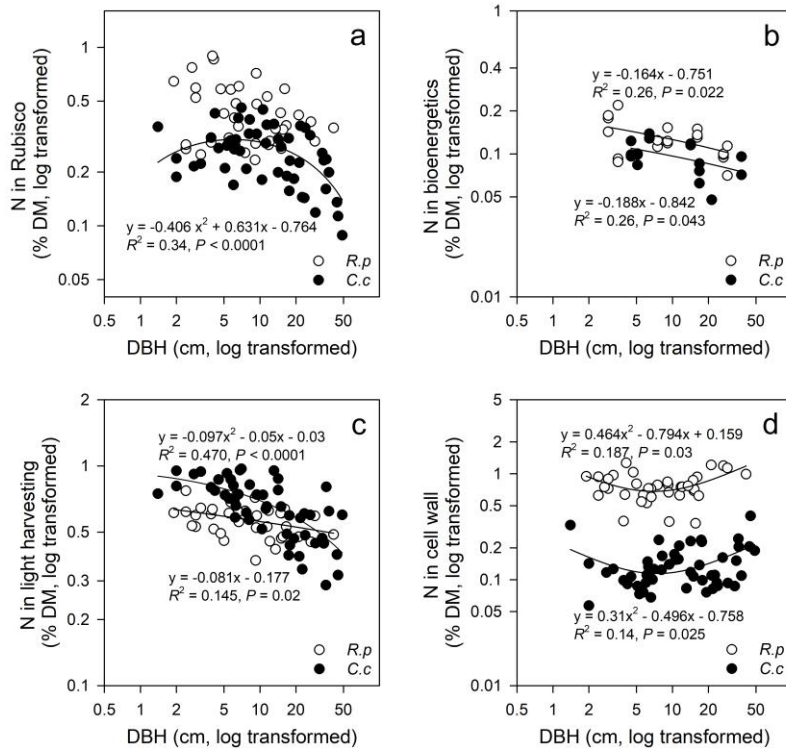 a
N in Rubisco
(% DM, log transformed)
1
0.5
0.2
0.1
0.05
y = -0.406 x² + 0.631x - 0.764
R² = 0.34, P < 0.0001
R.p
C.c
0.5 1 2 5 10 20 50
DBH (cm, log transformed)
b
N in bioenergetics
(% DM, log transformed)
1
0.4
0.1
0.05
0.01
y = -0.164x - 0.751
R² = 0.26, P = 0.022
y = -0.188x - 0.842
R² = 0.26, P = 0.043
R.p
C.c
0.5 1 2 5 10 20 50
DBH (cm, log transformed)
c
N in light harvesting
(% DM, log transformed)
2
1
0.5
0.3
0.1
y = -0.097x² - 0.05x - 0.03
R² = 0.470, P < 0.0001
y = -0.081x - 0.177
R² = 0.145, P = 0.02
R.p
C.c
0.5 1 2 5 10 20 50
DBH (cm, log transformed)
d
N in cell wall
(% DM, log transformed)
5
2
1
0.5
0.2
0.1
0.05
0.01
y = 0.464x² - 0.794x + 0.159
R² = 0.187, P = 0.03
y = 0.31x² - 0.496x - 0.758
R² = 0.14, P = 0.025
R.p
C.c
0.5 1 2 5 10 20 50
DBH (cm, log transformed)